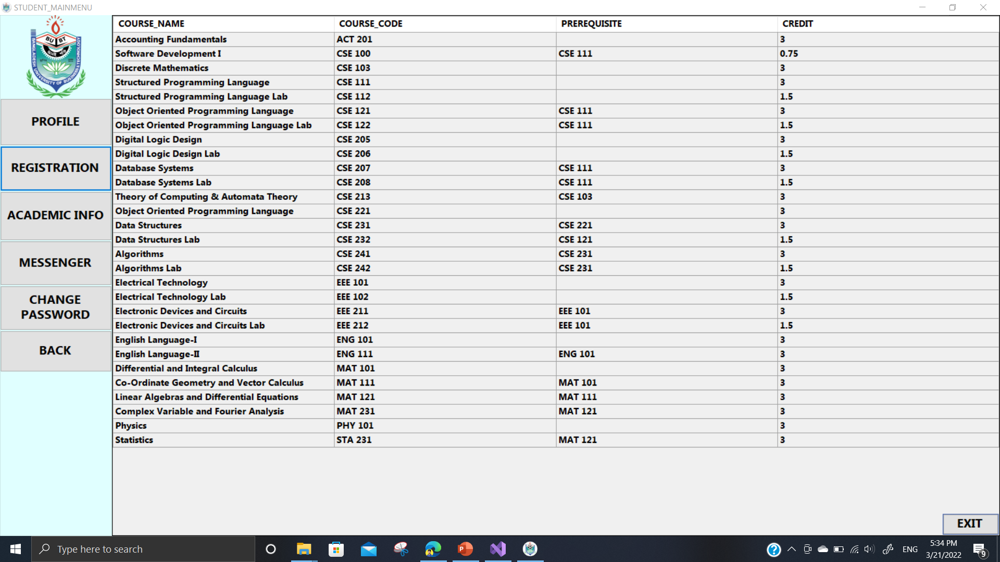 STUDENT_MAINMENU
BUBT
BANGLADESH UNIVERSITY OF BUSINESS & TECHNOLOGY
PROFILE
REGISTRATION
ACADEMIC INFO
MESSENGER
CHANGE
PASSWORD
BACK
COURSE_NAME COURSE_CODE PREREQUISITE CREDIT
Accounting Fundamentals ACT 201 3
Software Development I CSE 100 CSE 111 0.75
Discrete Mathematics CSE 103 3
Structured Programming Language CSE 111 3
Structured Programming Language Lab CSE 112 1.5
Object Oriented Programming Language CSE 121 CSE 111 3
Object Oriented Programming Language Lab CSE 122 CSE 111 1.5
Digital Logic Design CSE 205 3
Digital Logic Design Lab CSE 206 1.5
Database Systems CSE 207 CSE 111 3
Database Systems Lab CSE 208 CSE 111 1.5
Theory of Computing & Automata Theory CSE 213 CSE 103 3
Object Oriented Programming Language CSE 221 3
Data Structures CSE 231 CSE 221 3
Data Structures Lab CSE 232 CSE 121 1.5
Algorithms CSE 241 CSE 231 3
Algorithms Lab CSE 242 CSE 231 1.5
Electrical Technology EEE 101 3
Electrical Technology Lab EEE 102 1.5
Electronic Devices and Circuits EEE 211 EEE 101 3
Electronic Devices and Circuits Lab EEE 212 EEE 101 1.5
English Language-I ENG 101 3
English Language-II ENG 111 ENG 101 3
Differential and Integral Calculus MAT 101 3
Co-Ordinate Geometry and Vector Calculus MAT 111 MAT 101 3
Linear Algebras and Differential Equations MAT 121 MAT 111 3
Complex Variable and Fourier Analysis MAT 231 MAT 121 3
Physics PHY 101 3
Statistics STA 231 MAT 121 3
EXIT
Type here to search
P
ENG
5:34 PM
3/21/2022
9